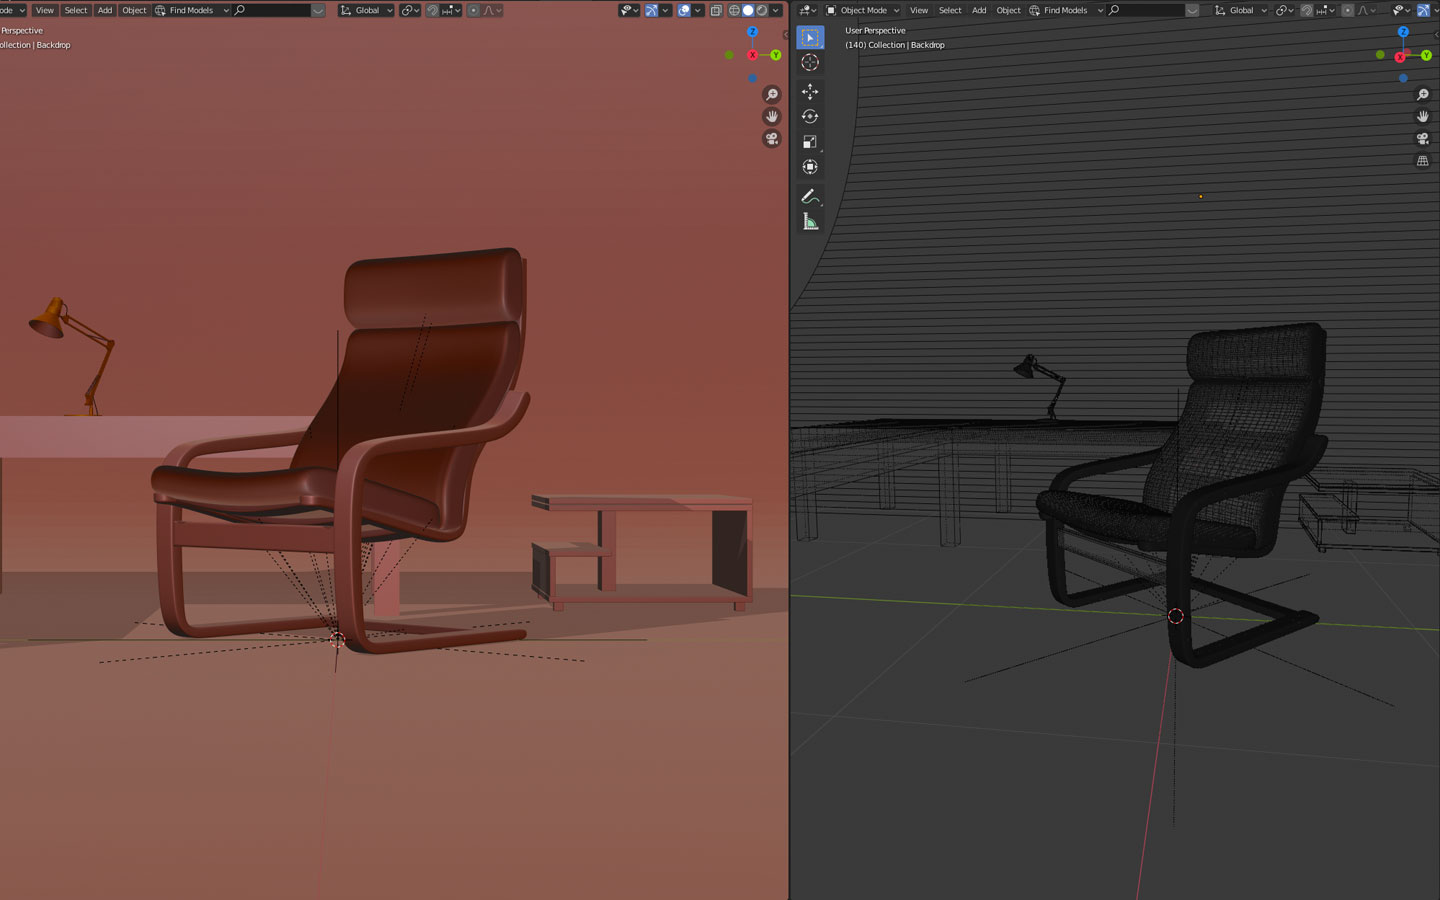 ode View Select Add Object Find Models Global
Perspective
ollection | Backdrop
Z
X
Y
Object Mode View Select Add Object Find Models Global
User Perspective
(140) Collection | Backdrop
Z
X
Y